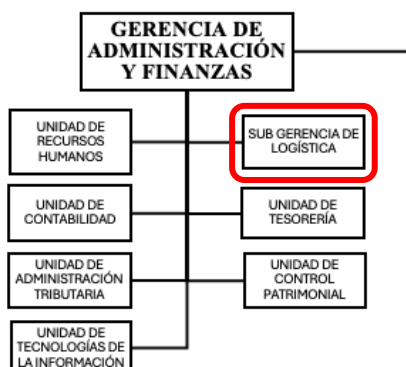 GERENCIA DE
ADMINISTRACIÓN
Y FINANZAS
UNIDAD DE
RECURSOS
HUMANOS
SUB GERENCIA DE
LOGÍSTICA
UNIDAD DE
CONTABILIDAD
UNIDAD DE
TESORERÍA
UNIDAD DE
ADMINISTRACIÓN
TRIBUTARIA
UNIDAD DE
CONTROL
PATRIMONIAL
UNIDAD DE
TECNOLOGÍAS DE
LA INFORMACIÓN